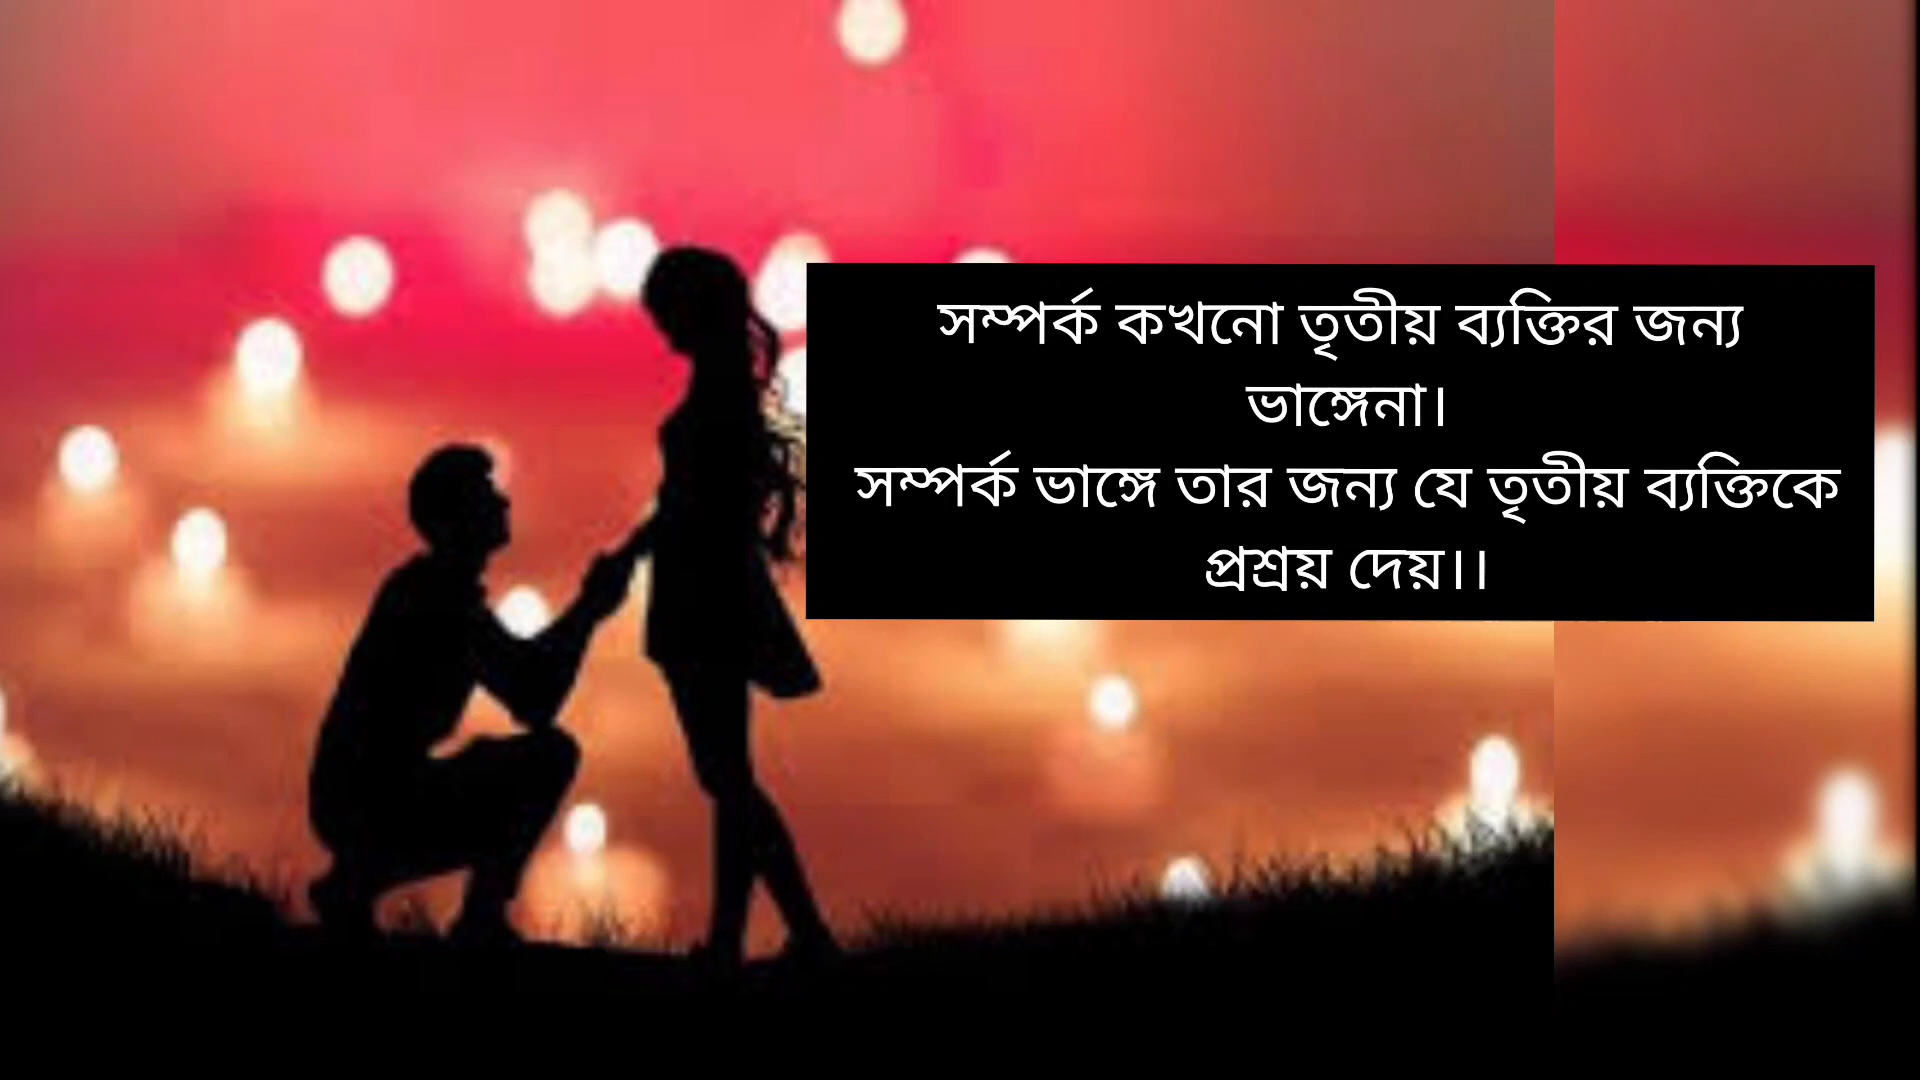 সম্পর্ক কখনো তৃতীয় ব্যক্তির জন্য
ভাঙ্গেনা।
সম্পর্ক ভাঙ্গে তার জন্য যে তৃতীয় ব্যক্তিকে
প্রশ্রয় দেয়।।